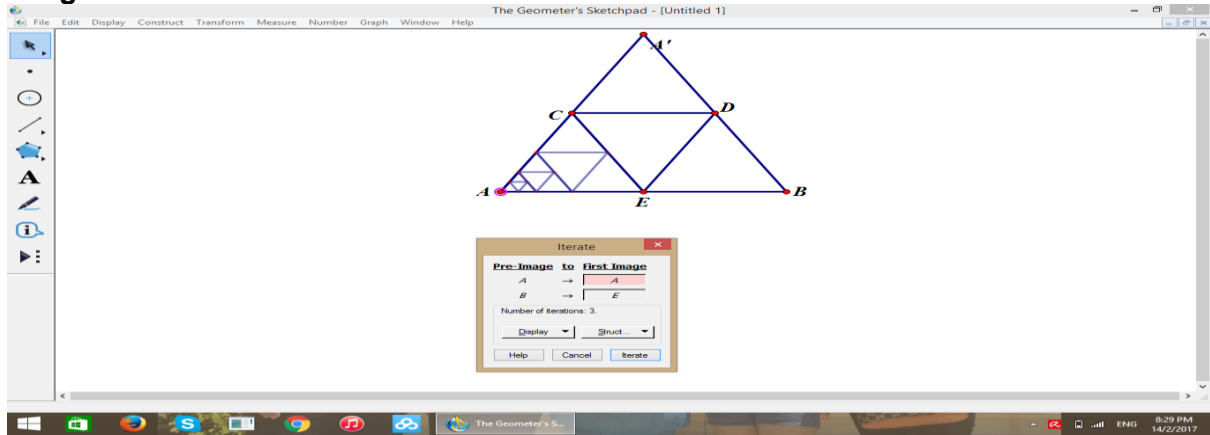 The Geometer's Sketchpad - [Untitled 1]
File Edit Display Construct Transform Measure Number Graph Window Help
A'
C
D
A
E
B
A
Iterate
Pre-Image to First Image
A → A
B → E
Number of iterations: 3.
Display
Struct...
Help Cancel Iterate
The Geometer's S...
ENG
8:29 PM
14/2/2017